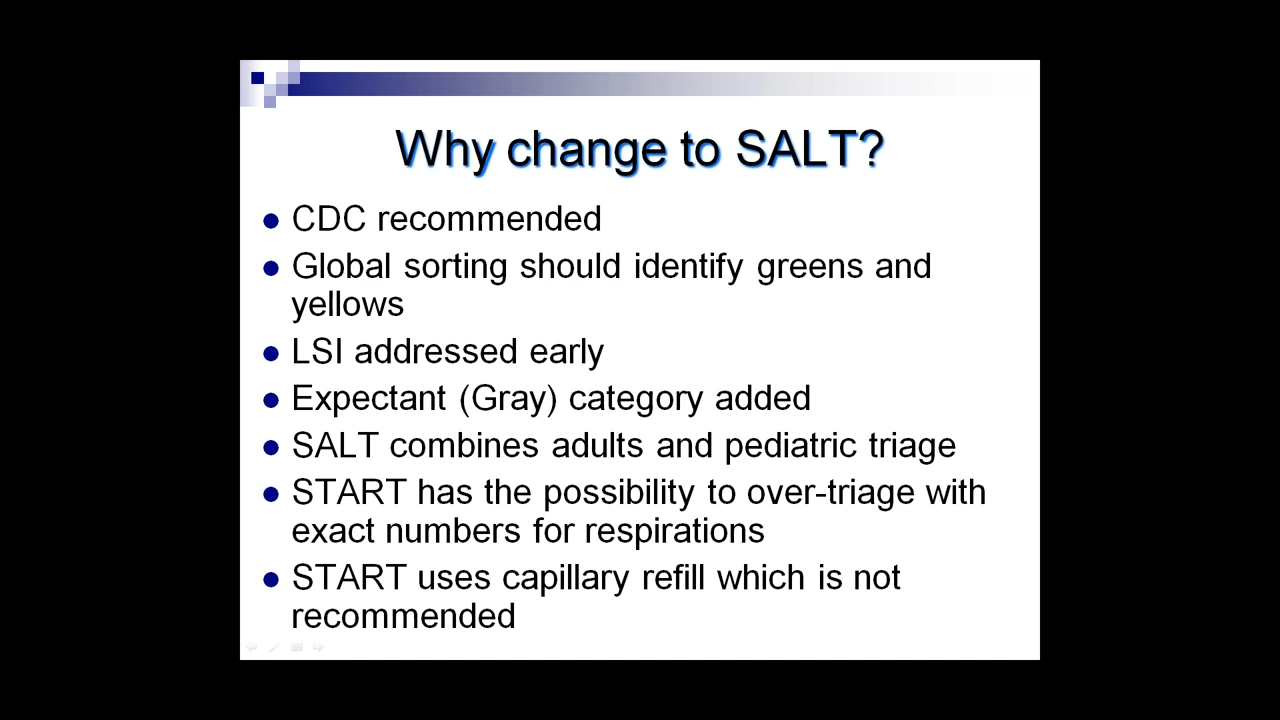 Why change to SALT?
CDC recommended
Global sorting should identify greens and
yellows
LSI addressed early
Expectant (Gray) category added
SALT combines adults and pediatric triage
START has the possibility to over-triage with
exact numbers for respirations
START uses capillary refill which is not
recommended